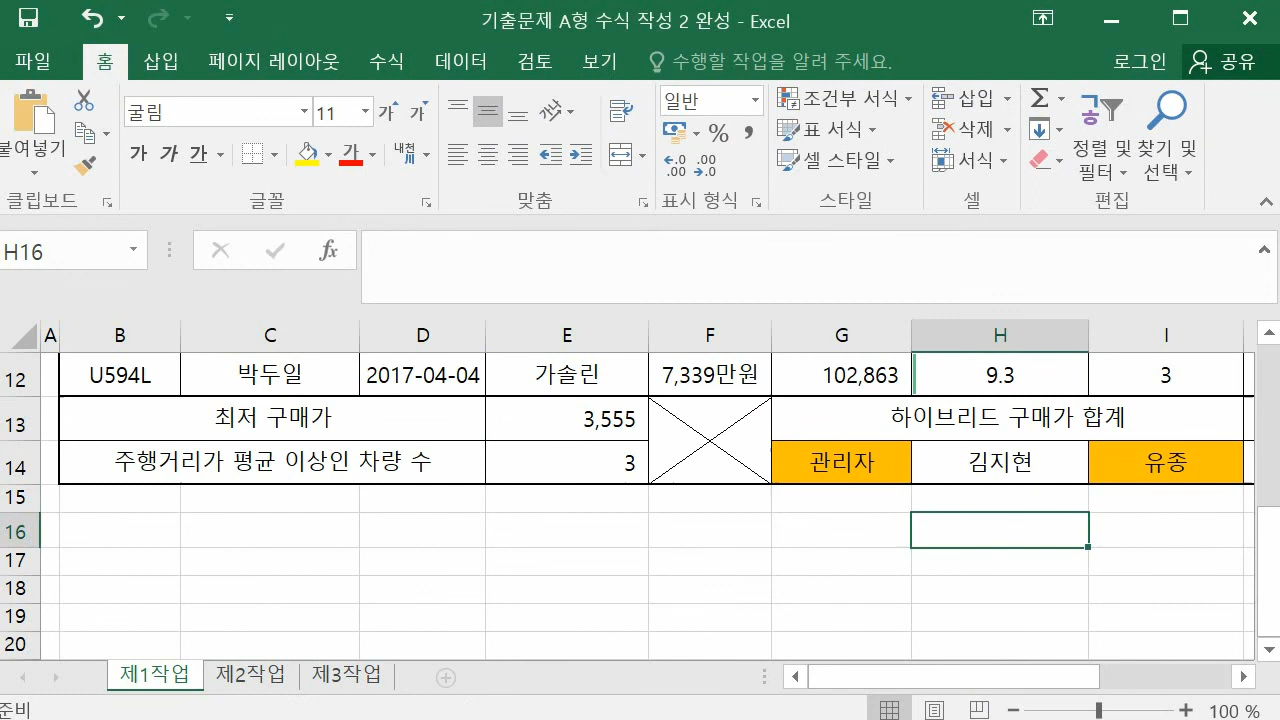 기출문제 A형 수식 작성 2 완성 - Excel
파일 홈 삽입 페이지 레이아웃 수식 데이터 검토 보기 수행할 작업을 알려 주세요. 로그인 공유
굴림 11 가 가 일반 조건부 서식 삽입
붙여넣기 가 가 가 가 내천 % 표 서식 삭제 정렬 및 찾기 및
셀 스타일 서식 필터 선택
클립보드 글꼴 맞춤 표시 형식 스타일 셀 편집
H16 fx
A B C D E F G H I
12 U594L 박두일 2017-04-04 가솔린 7,339만원 102,863 9.3 3
13 최저 구매가 3,555 하이브리드 구매가 합계
14 주행거리가 평균 이상인 차량 수 3 관리자 김지현 유종
15
16
17
18
19
20
제1작업 제2작업 제3작업
준비 100 %